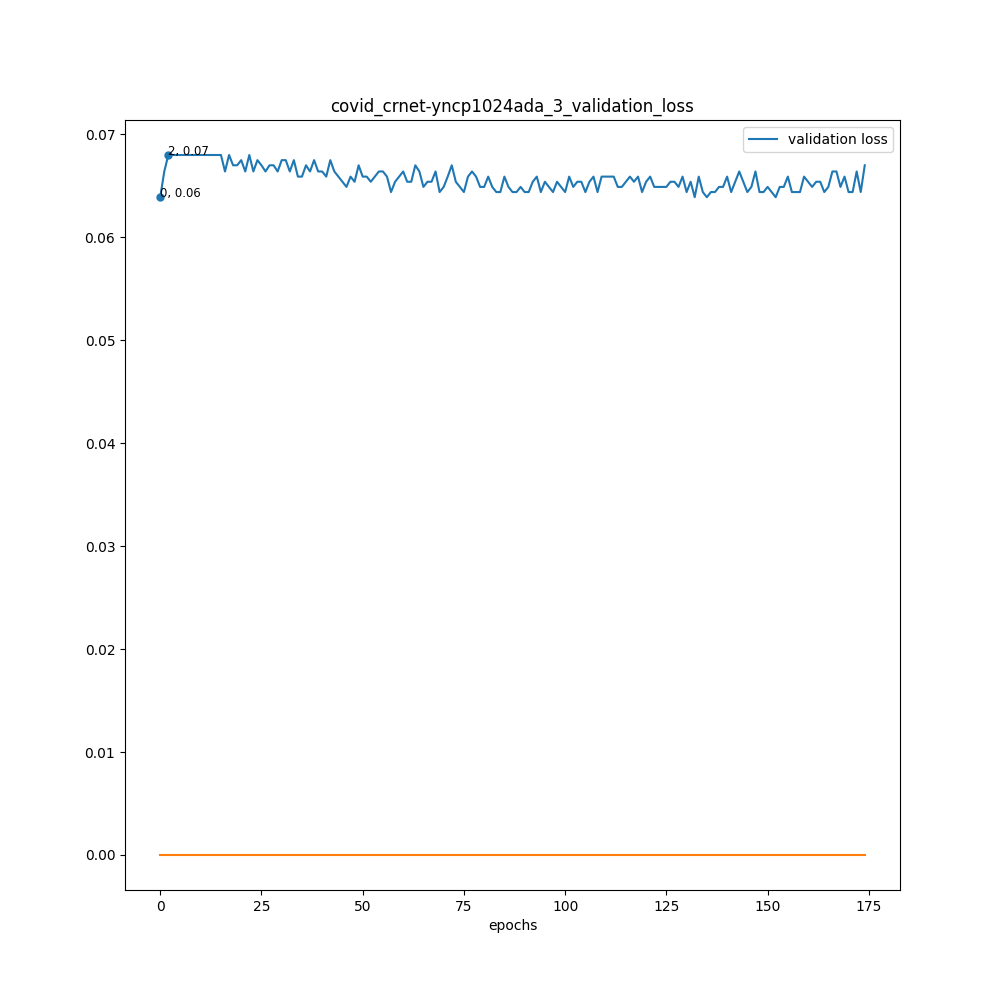 covid_crnet-yncp1024ada_3_validation_loss
validation loss
0.07
0.06
0.05
0.04
0.03
0.02
0.01
0.00
2, 0.07
0, 0.06
0 25 50 75 100 125 150 175
epochs